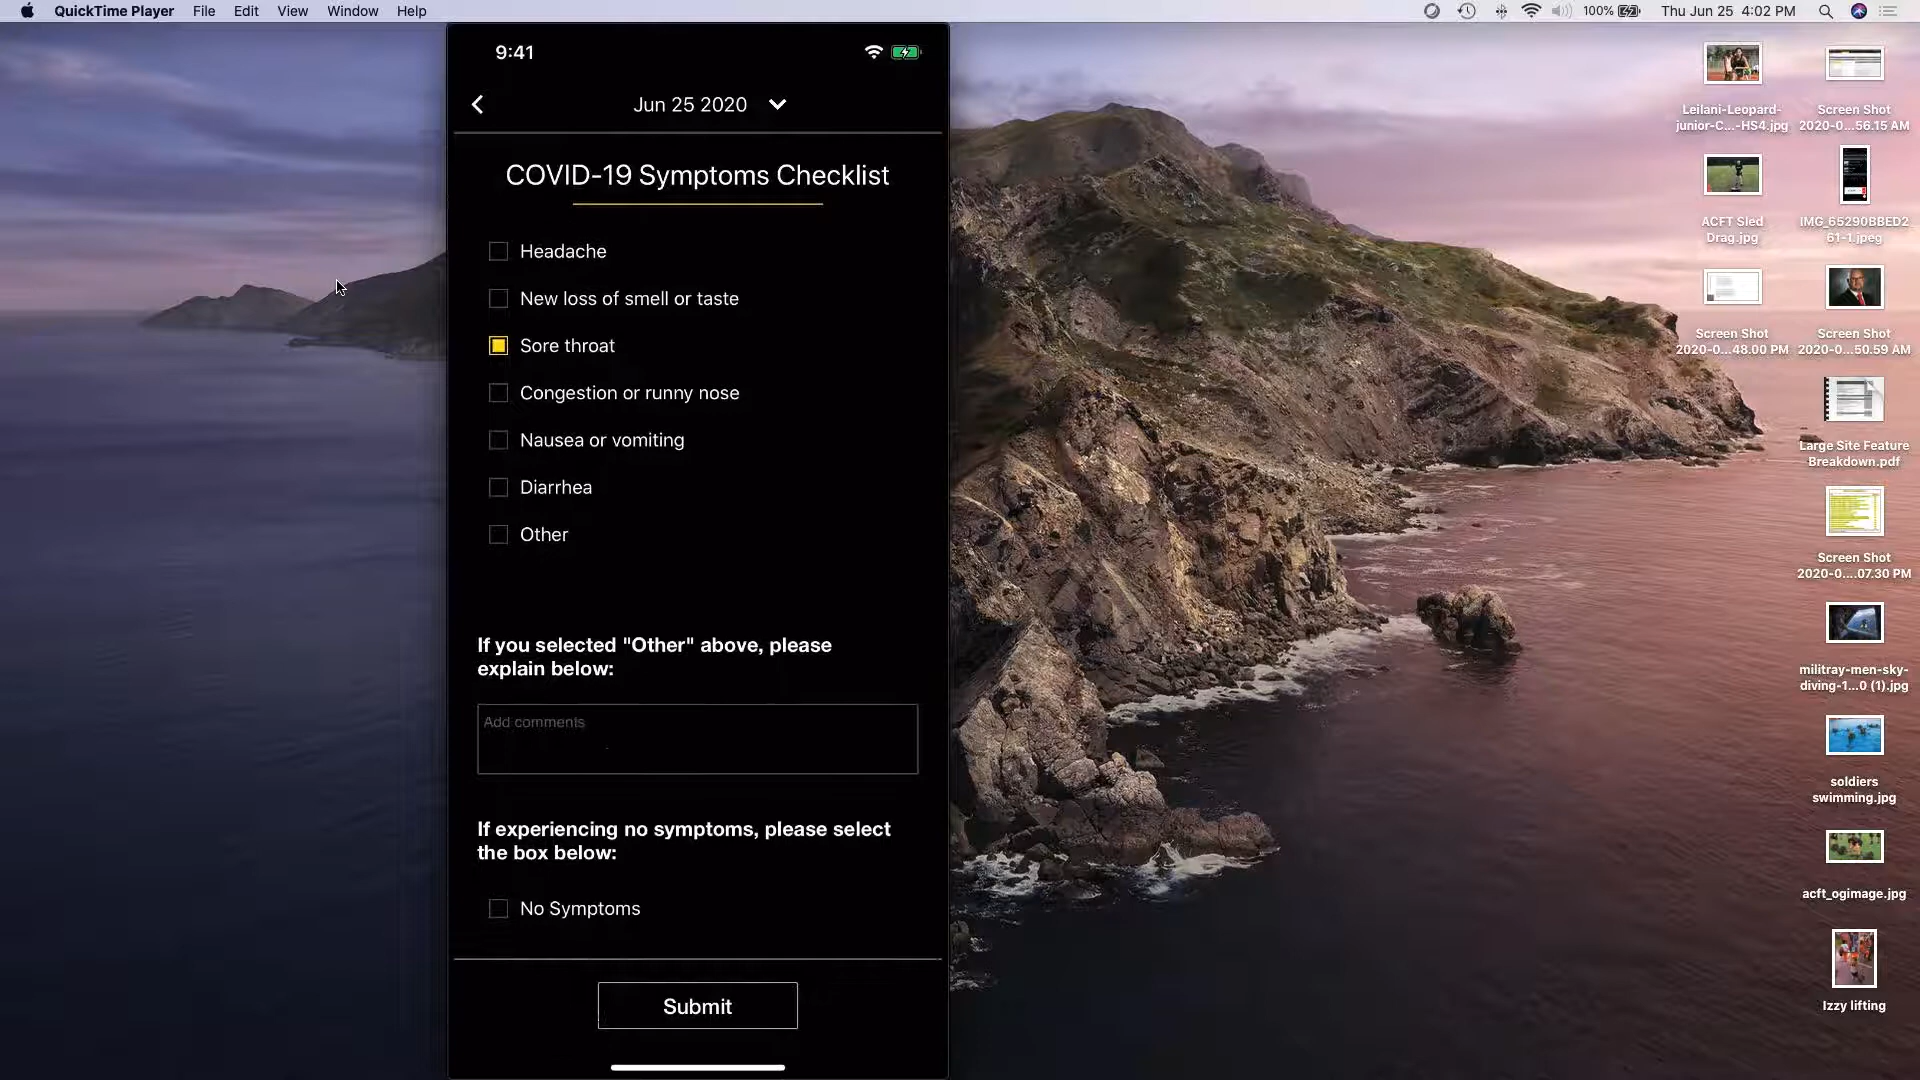 QuickTime Player File Edit View Window Help
100% Thu Jun 25 4:02 PM
9:41
Jun 25 2020
COVID-19 Symptoms Checklist
Headache
New loss of smell or taste
Sore throat
Congestion or runny nose
Nausea or vomiting
Diarrhea
Other
If you selected "Other" above, please
explain below:
Add comments
If experiencing no symptoms, please select
the box below:
No Symptoms
Submit
Leilani-Leopard-
junior-C...-HS4.jpg
Screen Shot
2020-0...56.15 AM
ACFT Sled
Drag.jpg
IMG_65290BBED2
61-1.jpeg
Screen Shot
2020-0...48.00 PM
Screen Shot
2020-0...50.59 AM
Large Site Feature
Breakdown.pdf
Screen Shot
2020-0....07.30 PM
militray-men-sky-
diving-1...0 (1).jpg
soldiers
swimming.jpg
acft_ogimage.jpg
Izzy lifting